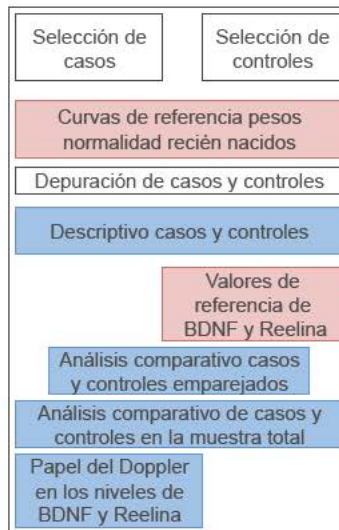 Selección de
casos
Selección de
controles
Curvas de referencia pesos
normalidad recién nacidos
Depuración de casos y controles
Descriptivo casos y controles
Valores de
referencia de
BDNF y Reelina
Análisis comparativo casos
y controles emparejados
Análisis comparativo de casos y
controles en la muestra total
Papel del Doppler
en los niveles de
BDNF y Reelina